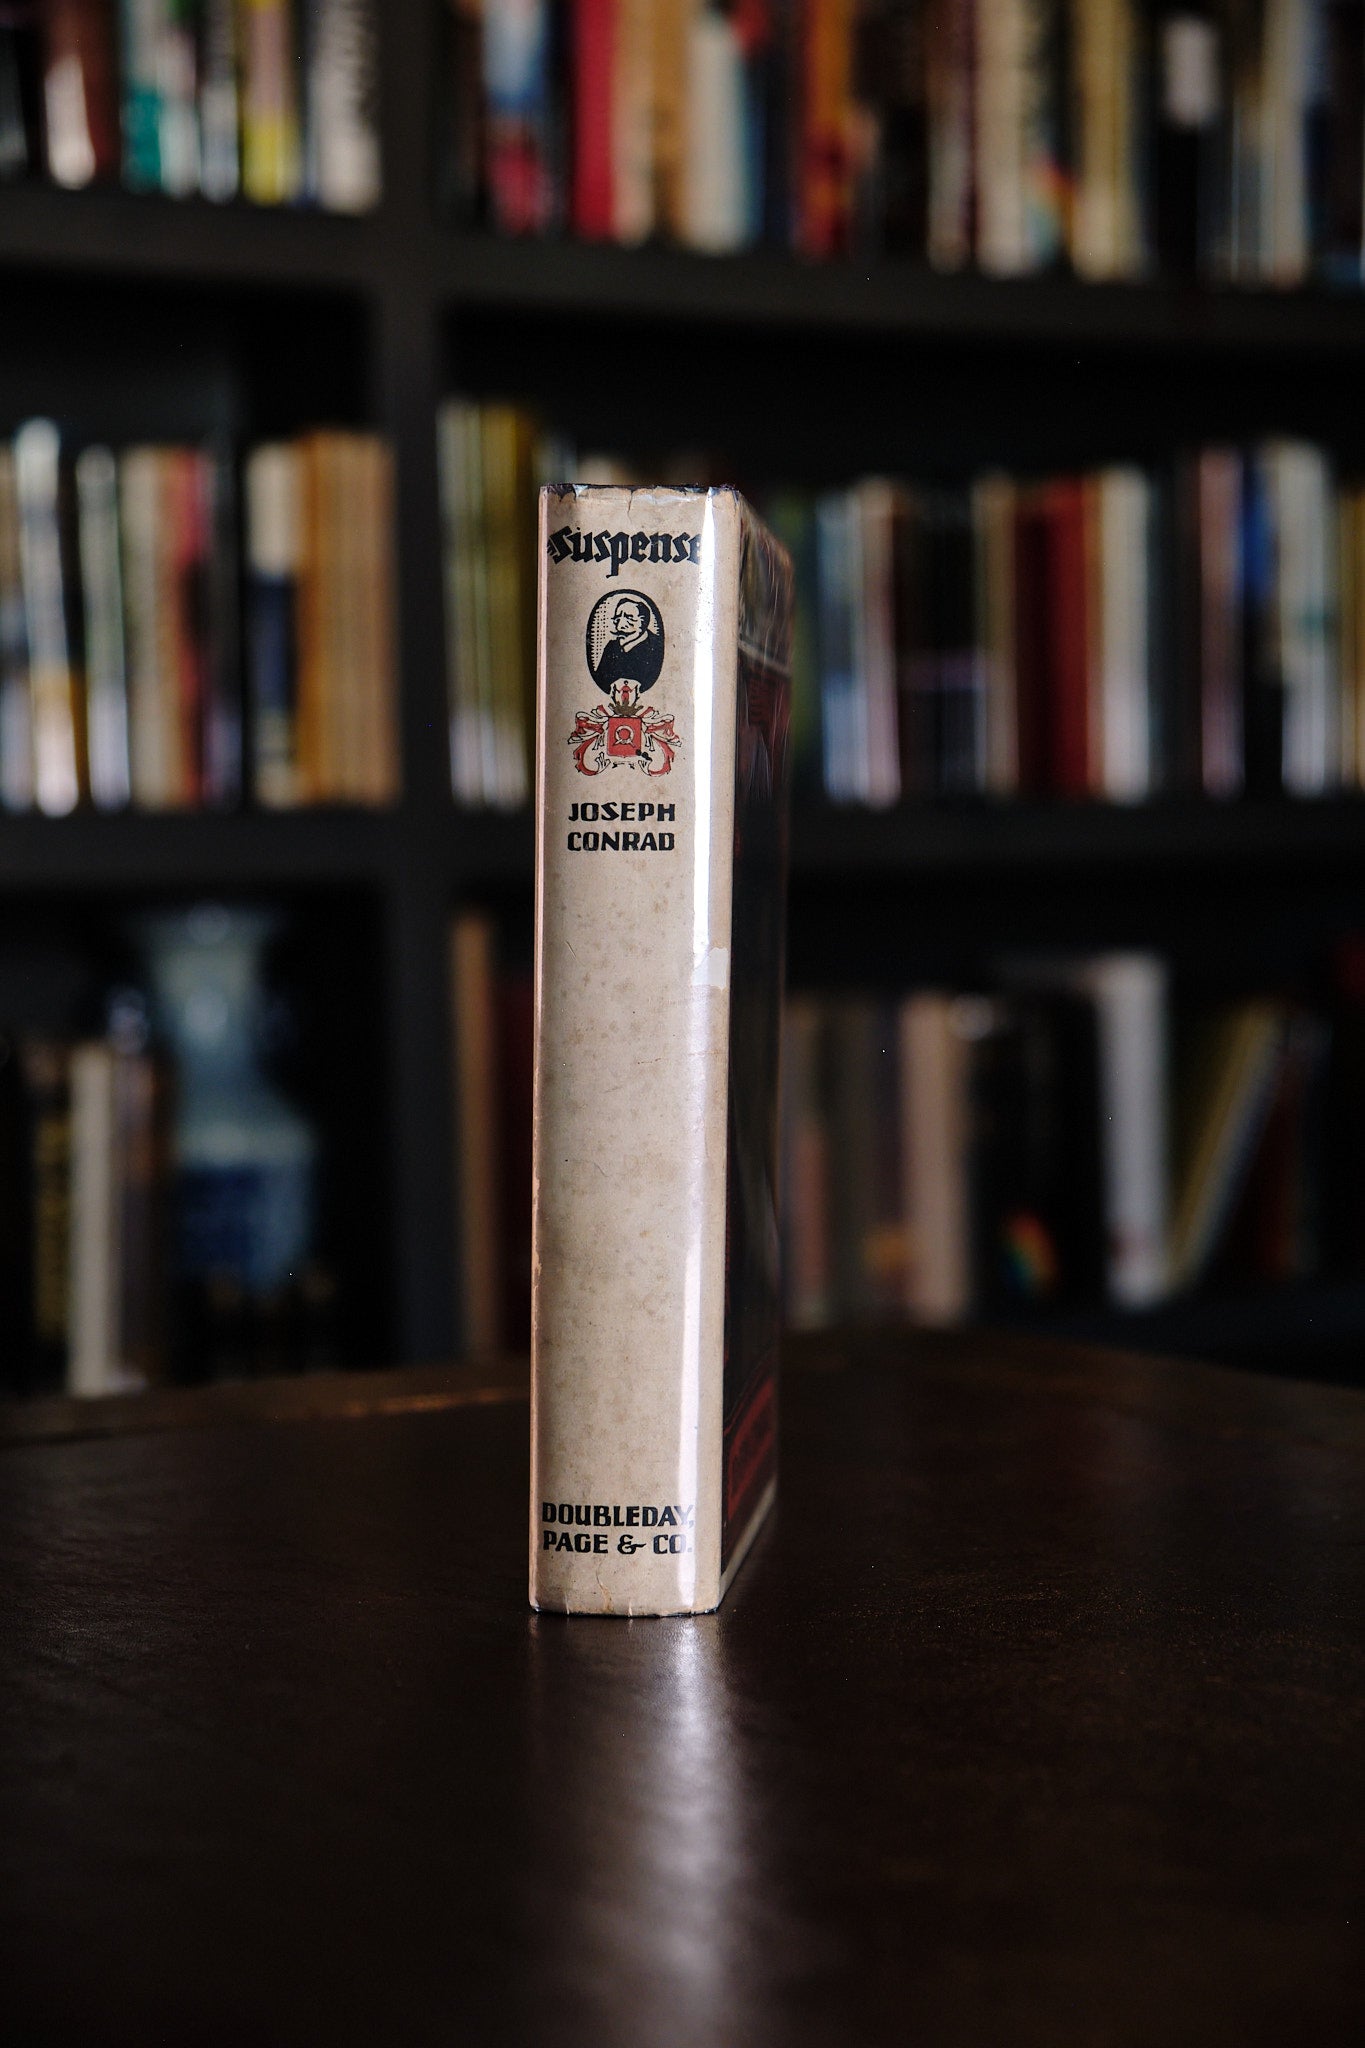 Suspense
JOSEPH
CONRAD
DOUBLEDAY,
PAGE & CO.